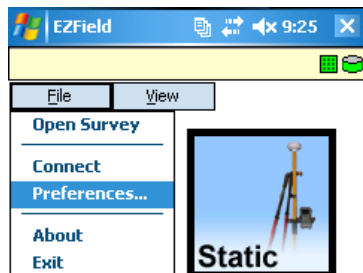 EZField 9:25
File View
Open Survey
Connect
Preferences...
About
Exit
Static